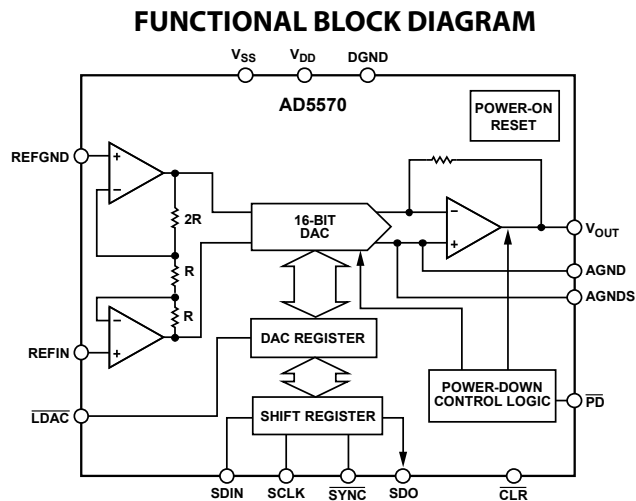 FUNCTIONAL BLOCK DIAGRAM
VSS
VDD
DGND
AD5570
POWER-ON
RESET
REFGND
+
−
2R
R
R
−
+
REFIN
16-BIT
DAC
−
+
VOUT
AGND
AGNDS
DAC REGISTER
LDAC
SHIFT REGISTER
POWER-DOWN
CONTROL LOGIC
PD
SDIN
SCLK
SYNC
SDO
CLR